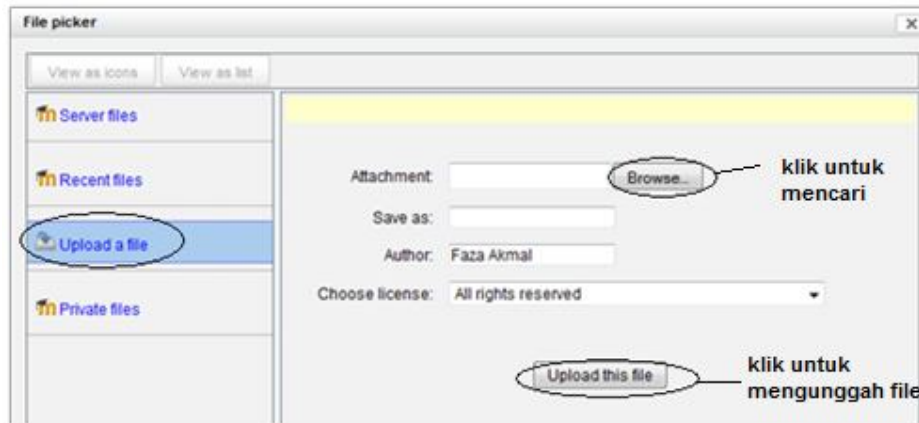 File picker
View as icons View as list
Server files
Recent files
Upload a file
Private files
Attachment: Browse...
klik untuk
mencari
Save as:
Author: Faza Akmal
Choose license: All rights reserved
Upload this file
klik untuk
mengunggah file